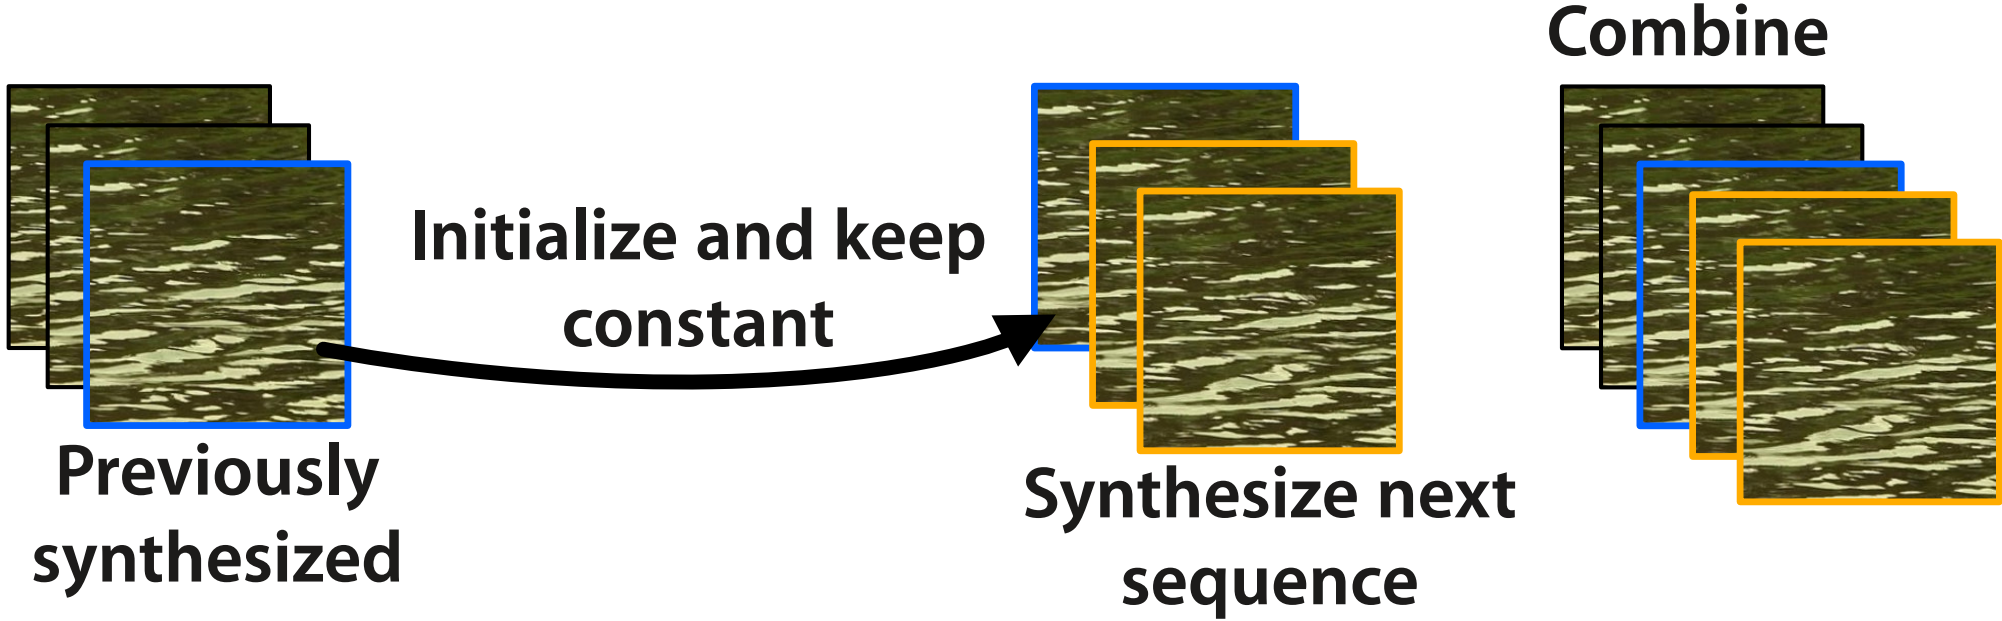 Combine
Initialize and keep
constant
Previously
synthesized
Synthesize next
sequence